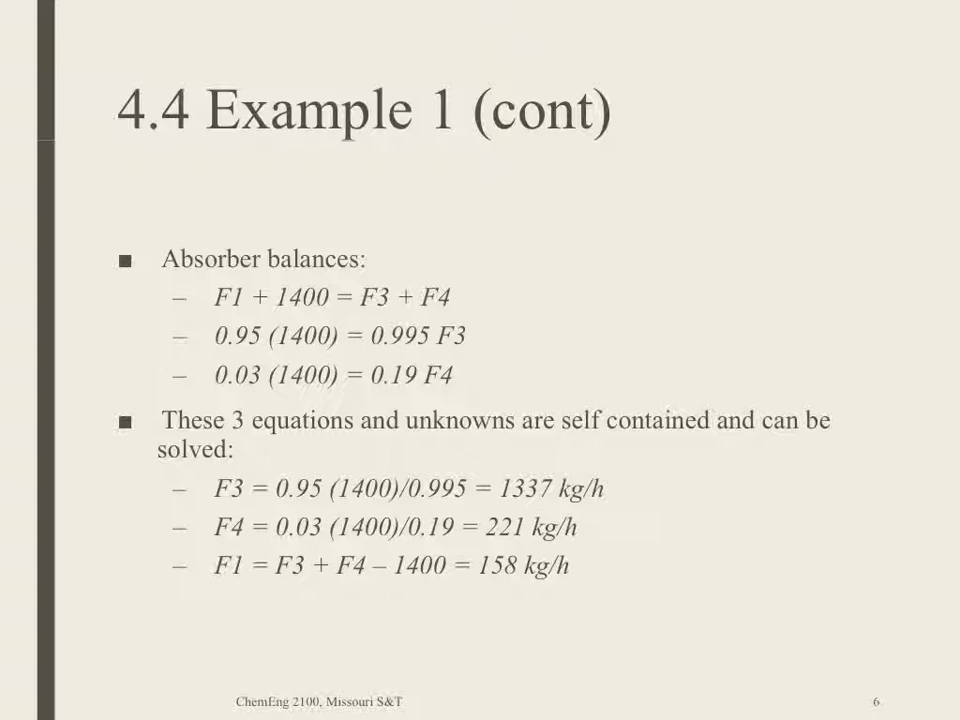 4.4 Example 1 (cont)
■ Absorber balances:
– F1 + 1400 = F3 + F4
– 0.95 (1400) = 0.995 F3
– 0.03 (1400) = 0.19 F4
■ These 3 equations and unknowns are self contained and can be
solved:
– F3 = 0.95 (1400)/0.995 = 1337 kg/h
– F4 = 0.03 (1400)/0.19 = 221 kg/h
– F1 = F3 + F4 – 1400 = 158 kg/h
ChemEng 2100, Missouri S&T
6